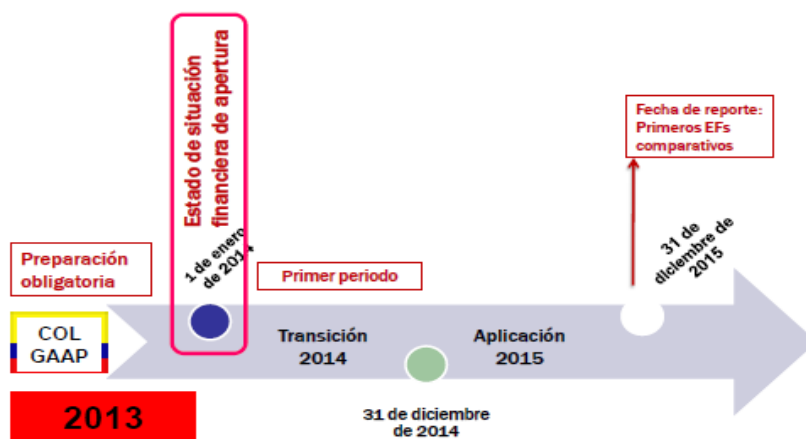 Estado de situación
financiera de apertura
1 de enero
de 2014
Fecha de reporte:
Primeros EFs
comparativos
31 de
diciembre de
2015
Preparación
obligatoria
Primer periodo
COL
GAAP
Transición
2014
Aplicación
2015
2013
31 de diciembre
de 2014